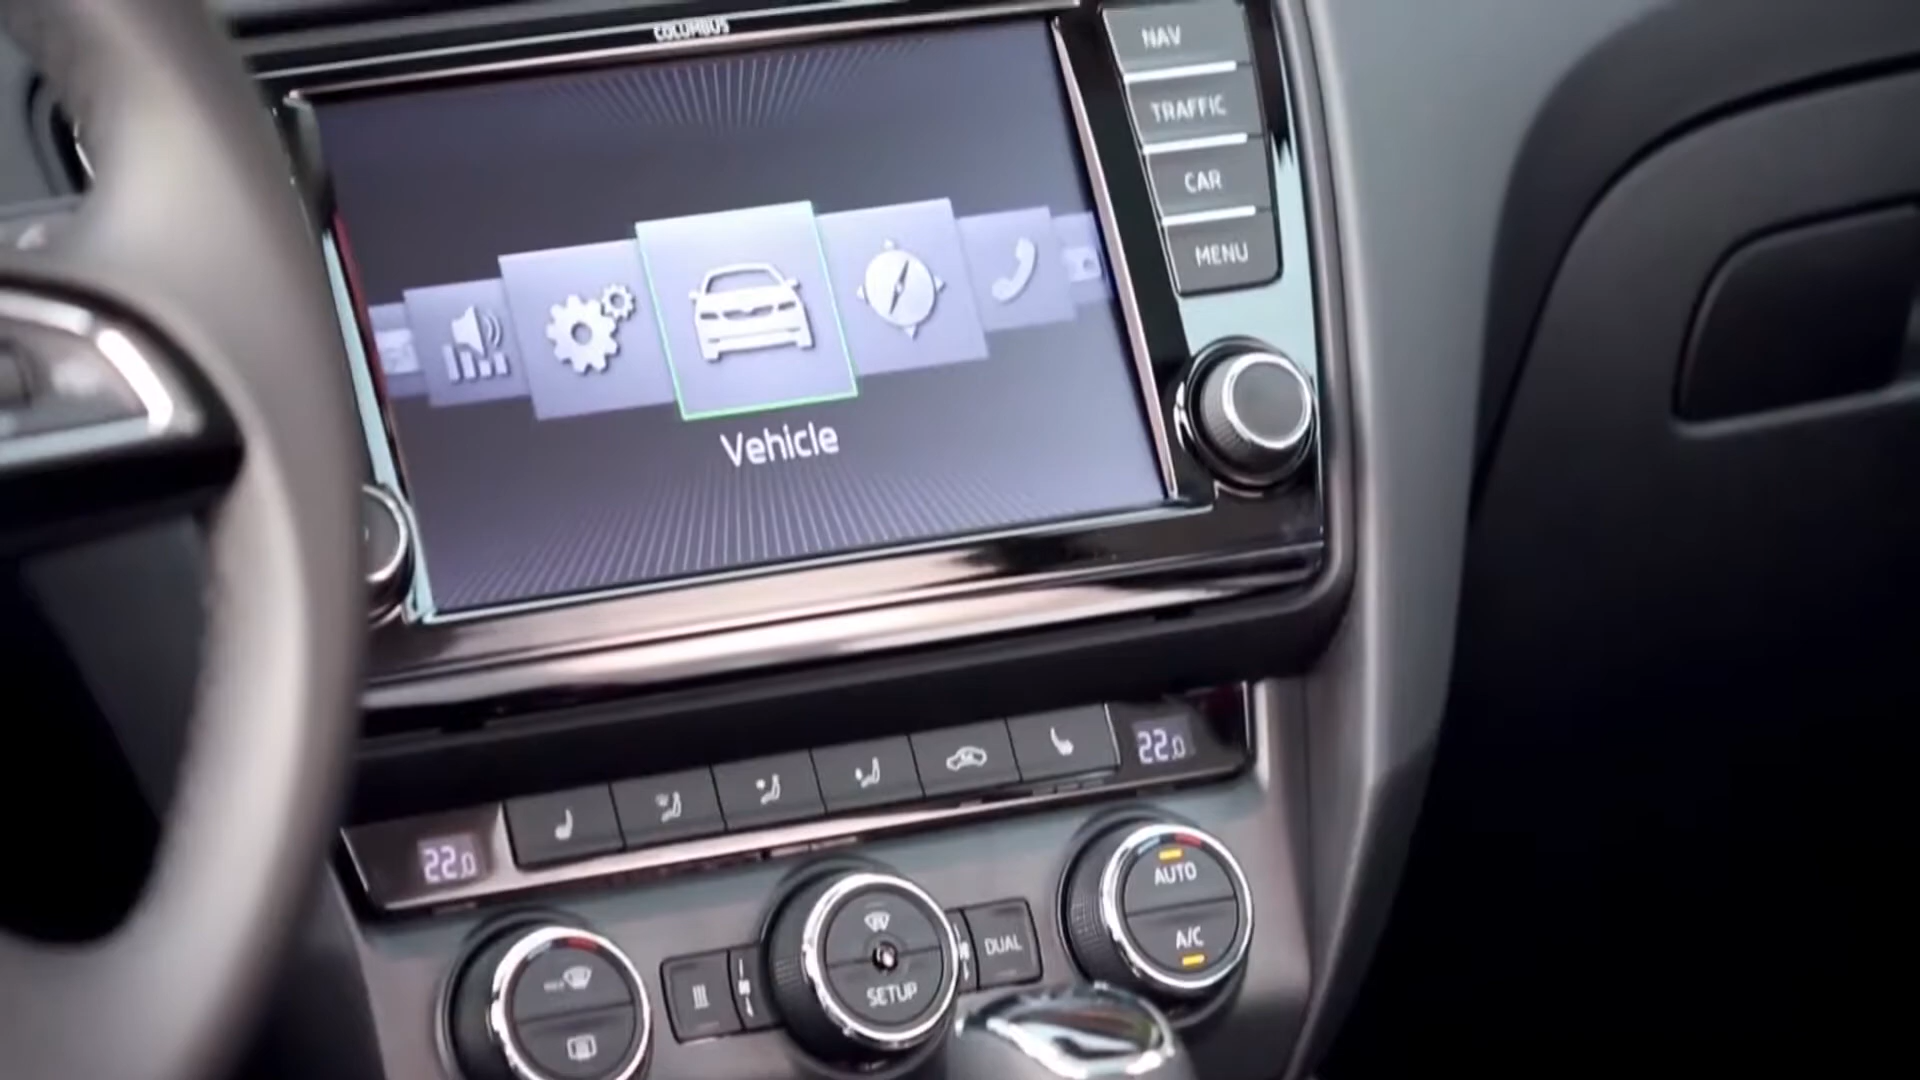 COLUMBUS
NAV
TRAFFIC
CAR
MENU
Vehicle
22.0
22.0
AUTO
A/C
DUAL
SETUP